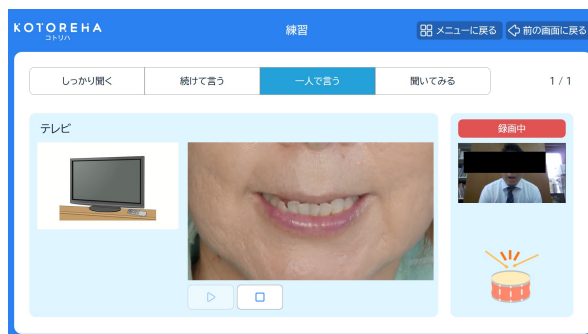 KOTOREHA
コトリハ
練習
メニューに戻る
前の画面に戻る
しっかり聞く
続けて言う
一人で言う
聞いてみる
1 / 1
テレビ
録画中